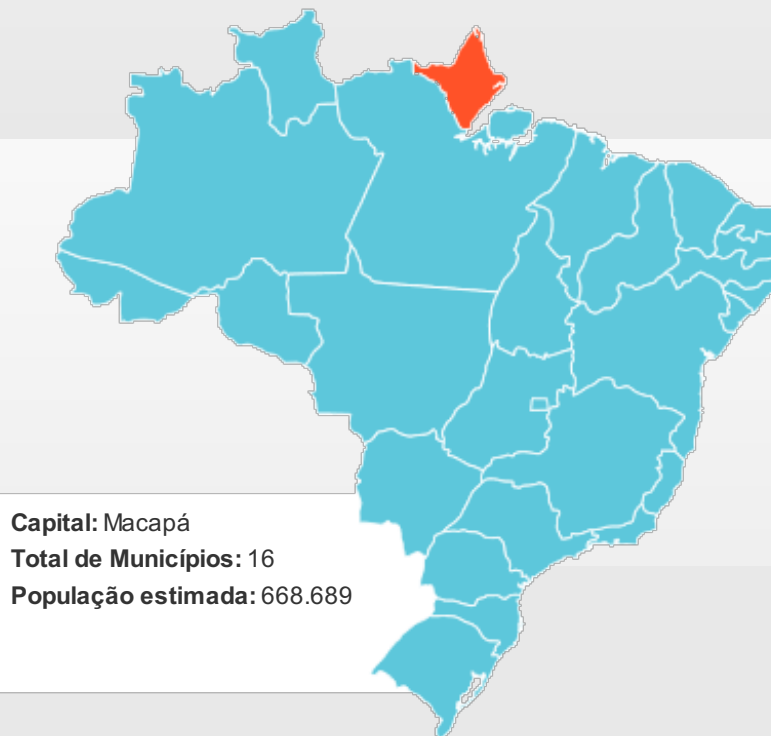 Capital: Macapá
Total de Municípios: 16
População estimada: 668.689